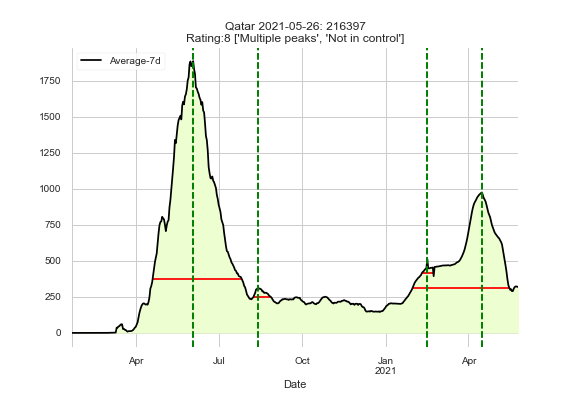 Qatar 2021-05-26: 216397
Rating:8 ['Multiple peaks', 'Not in control']
Average-7d
1750
1500
1250
1000
750
500
250
0
Apr
Jul
Oct
Jan
2021
Apr
Date